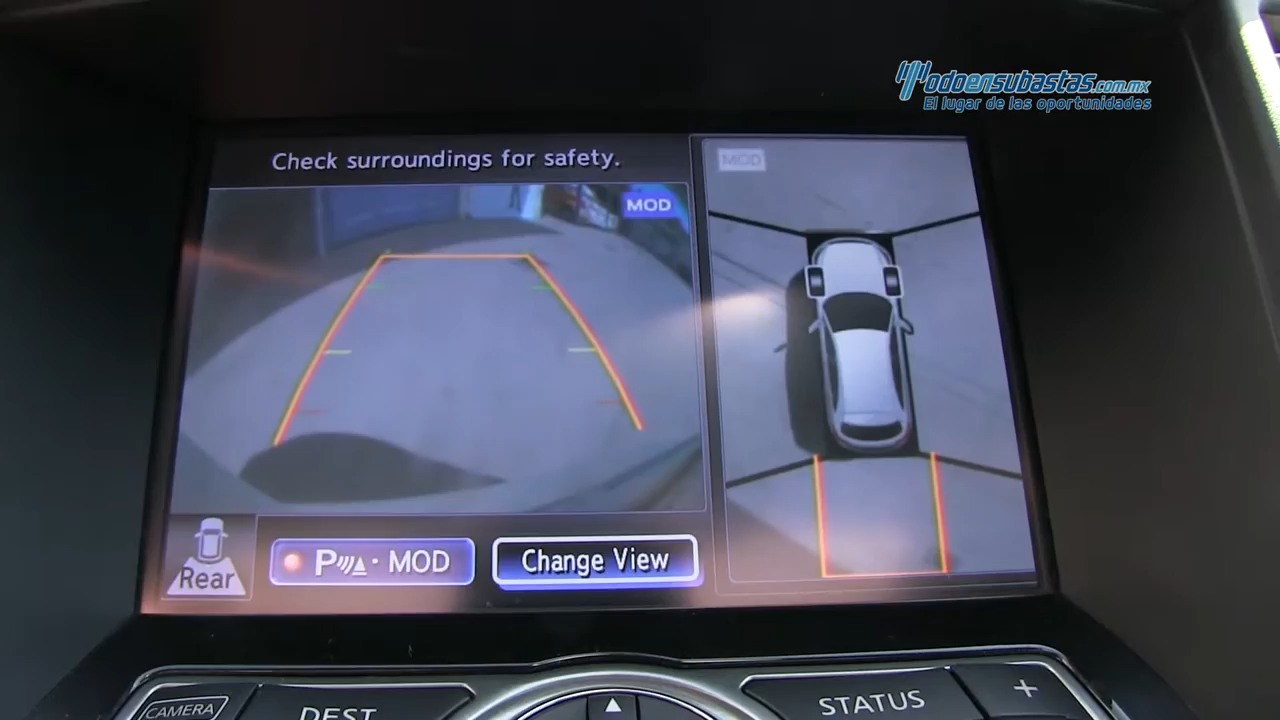 Todoensubastas.com.mx
El lugar de las oportunidades
Check surroundings for safety.
MOD
MOD
Rear
P · MOD
Change View
CAMERA
DEST
STATUS
+